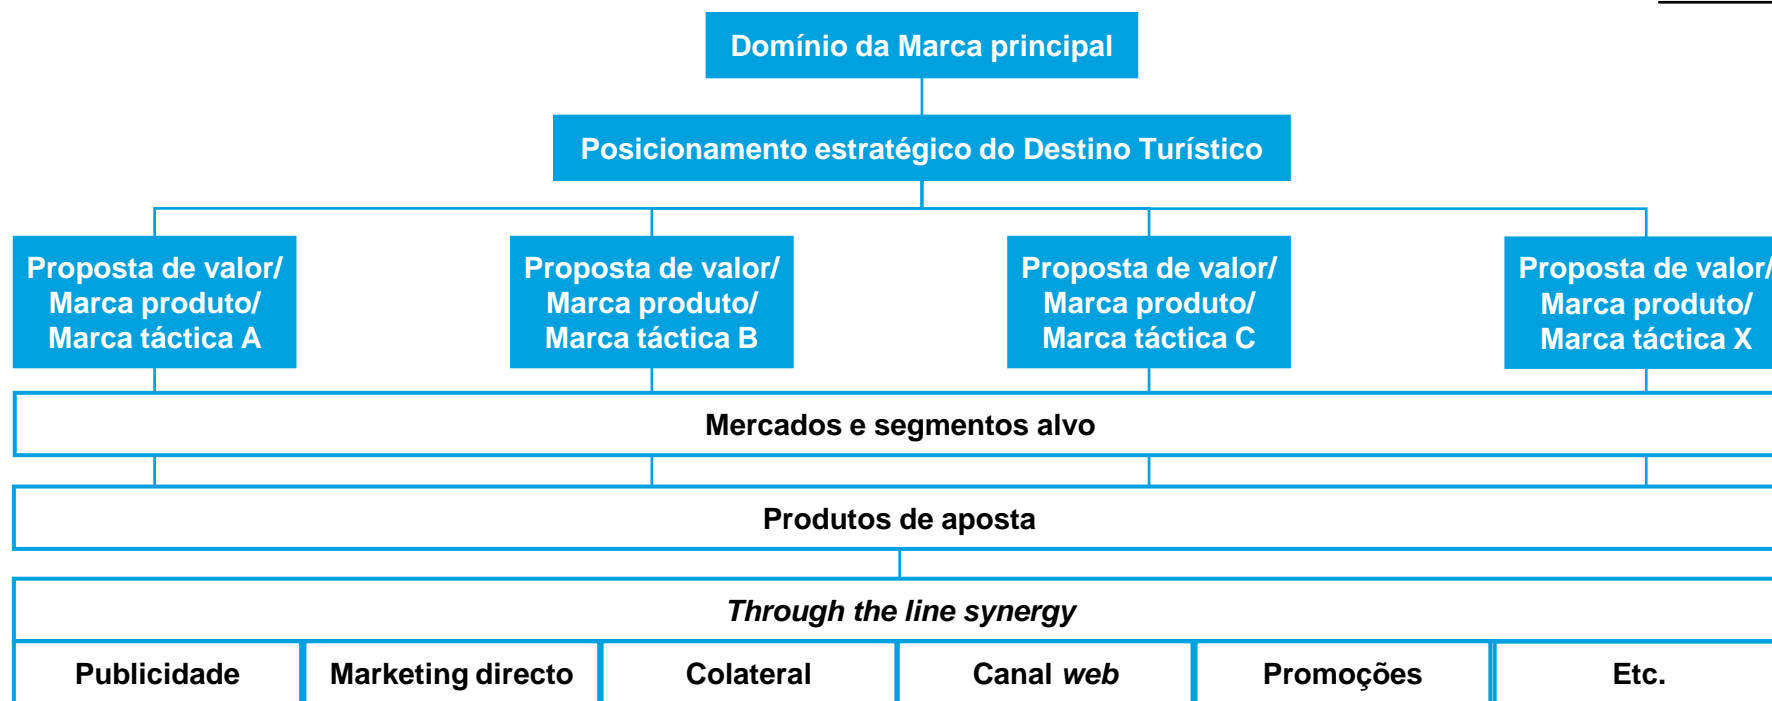 Domínio da Marca principal
Posicionamento estratégico do Destino Turístico
Proposta de valor/
Marca produto/
Marca táctica A
Proposta de valor/
Marca produto/
Marca táctica B
Proposta de valor/
Marca produto/
Marca táctica C
Proposta de valor/
Marca produto/
Marca táctica X
Mercados e segmentos alvo
Produtos de aposta
Through the line synergy
Publicidade
Marketing directo
Colateral
Canal web
Promoções
Etc.